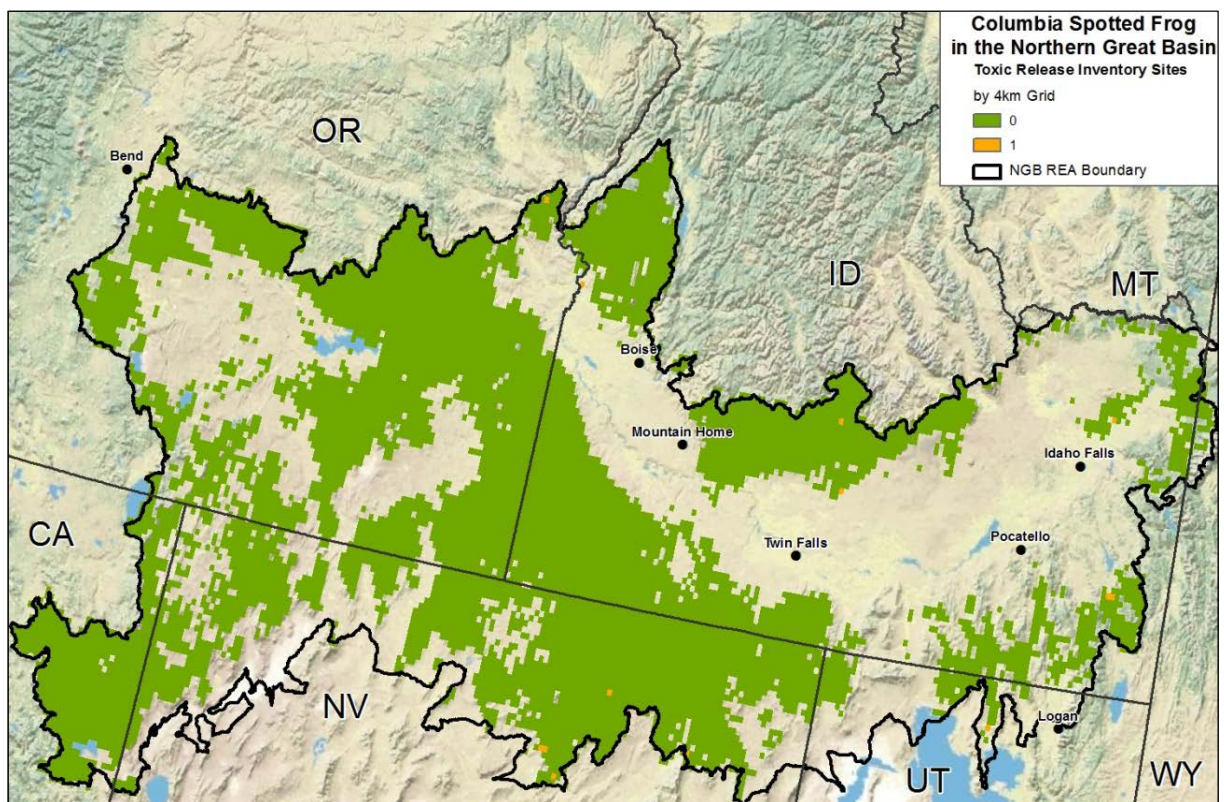 Columbia Spotted Frog
in the Northern Great Basin
Toxic Release Inventory Sites
by 4km Grid
0
1
NGB REA Boundary
OR
Bend
ID
MT
Boise
Mountain Home
Idaho Falls
CA
Twin Falls
Pocatello
NV
Logan
UT
WY